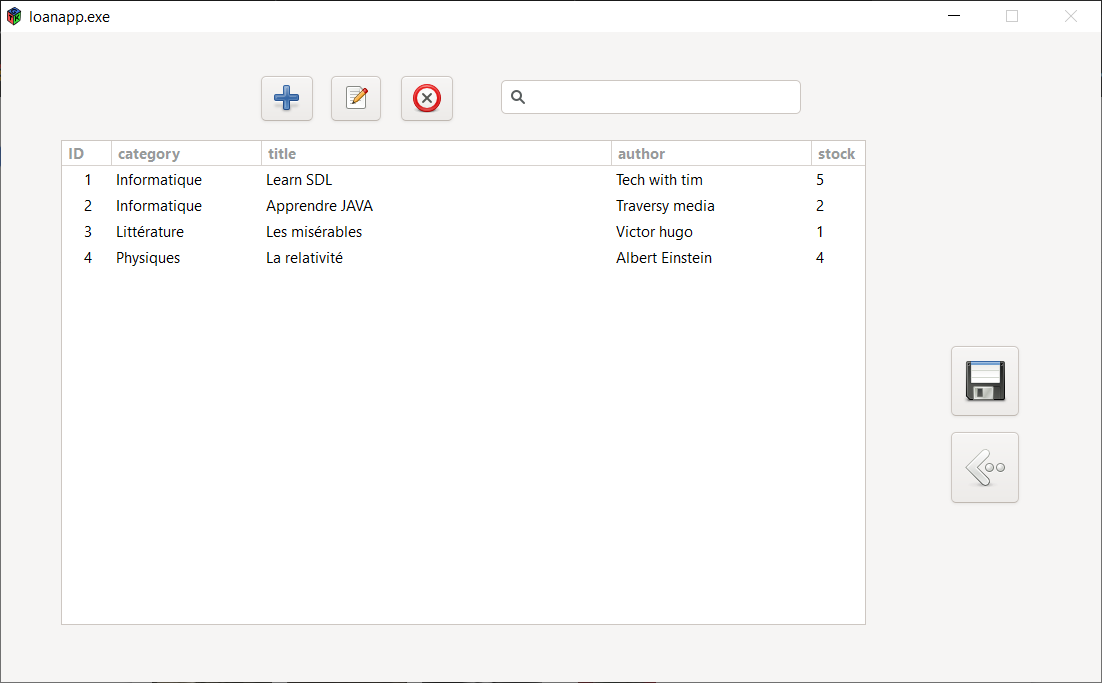 loanapp.exe
ID category title author stock
1 Informatique Learn SDL Tech with tim 5
2 Informatique Apprendre JAVA Traversy media 2
3 Littérature Les misérables Victor hugo 1
4 Physiques La relativité Albert Einstein 4